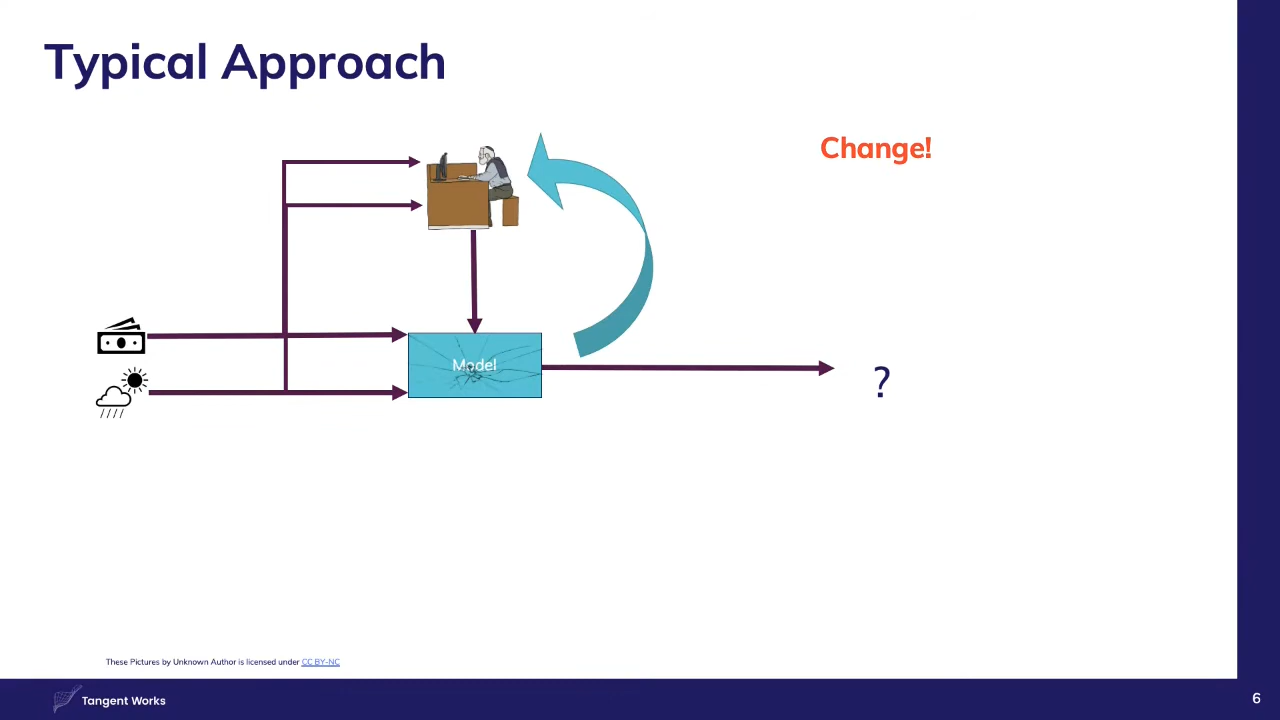 Typical Approach
Change!
Model
?
These Pictures by Unknown Author is licensed under CC BY-NC
Tangent Works
6